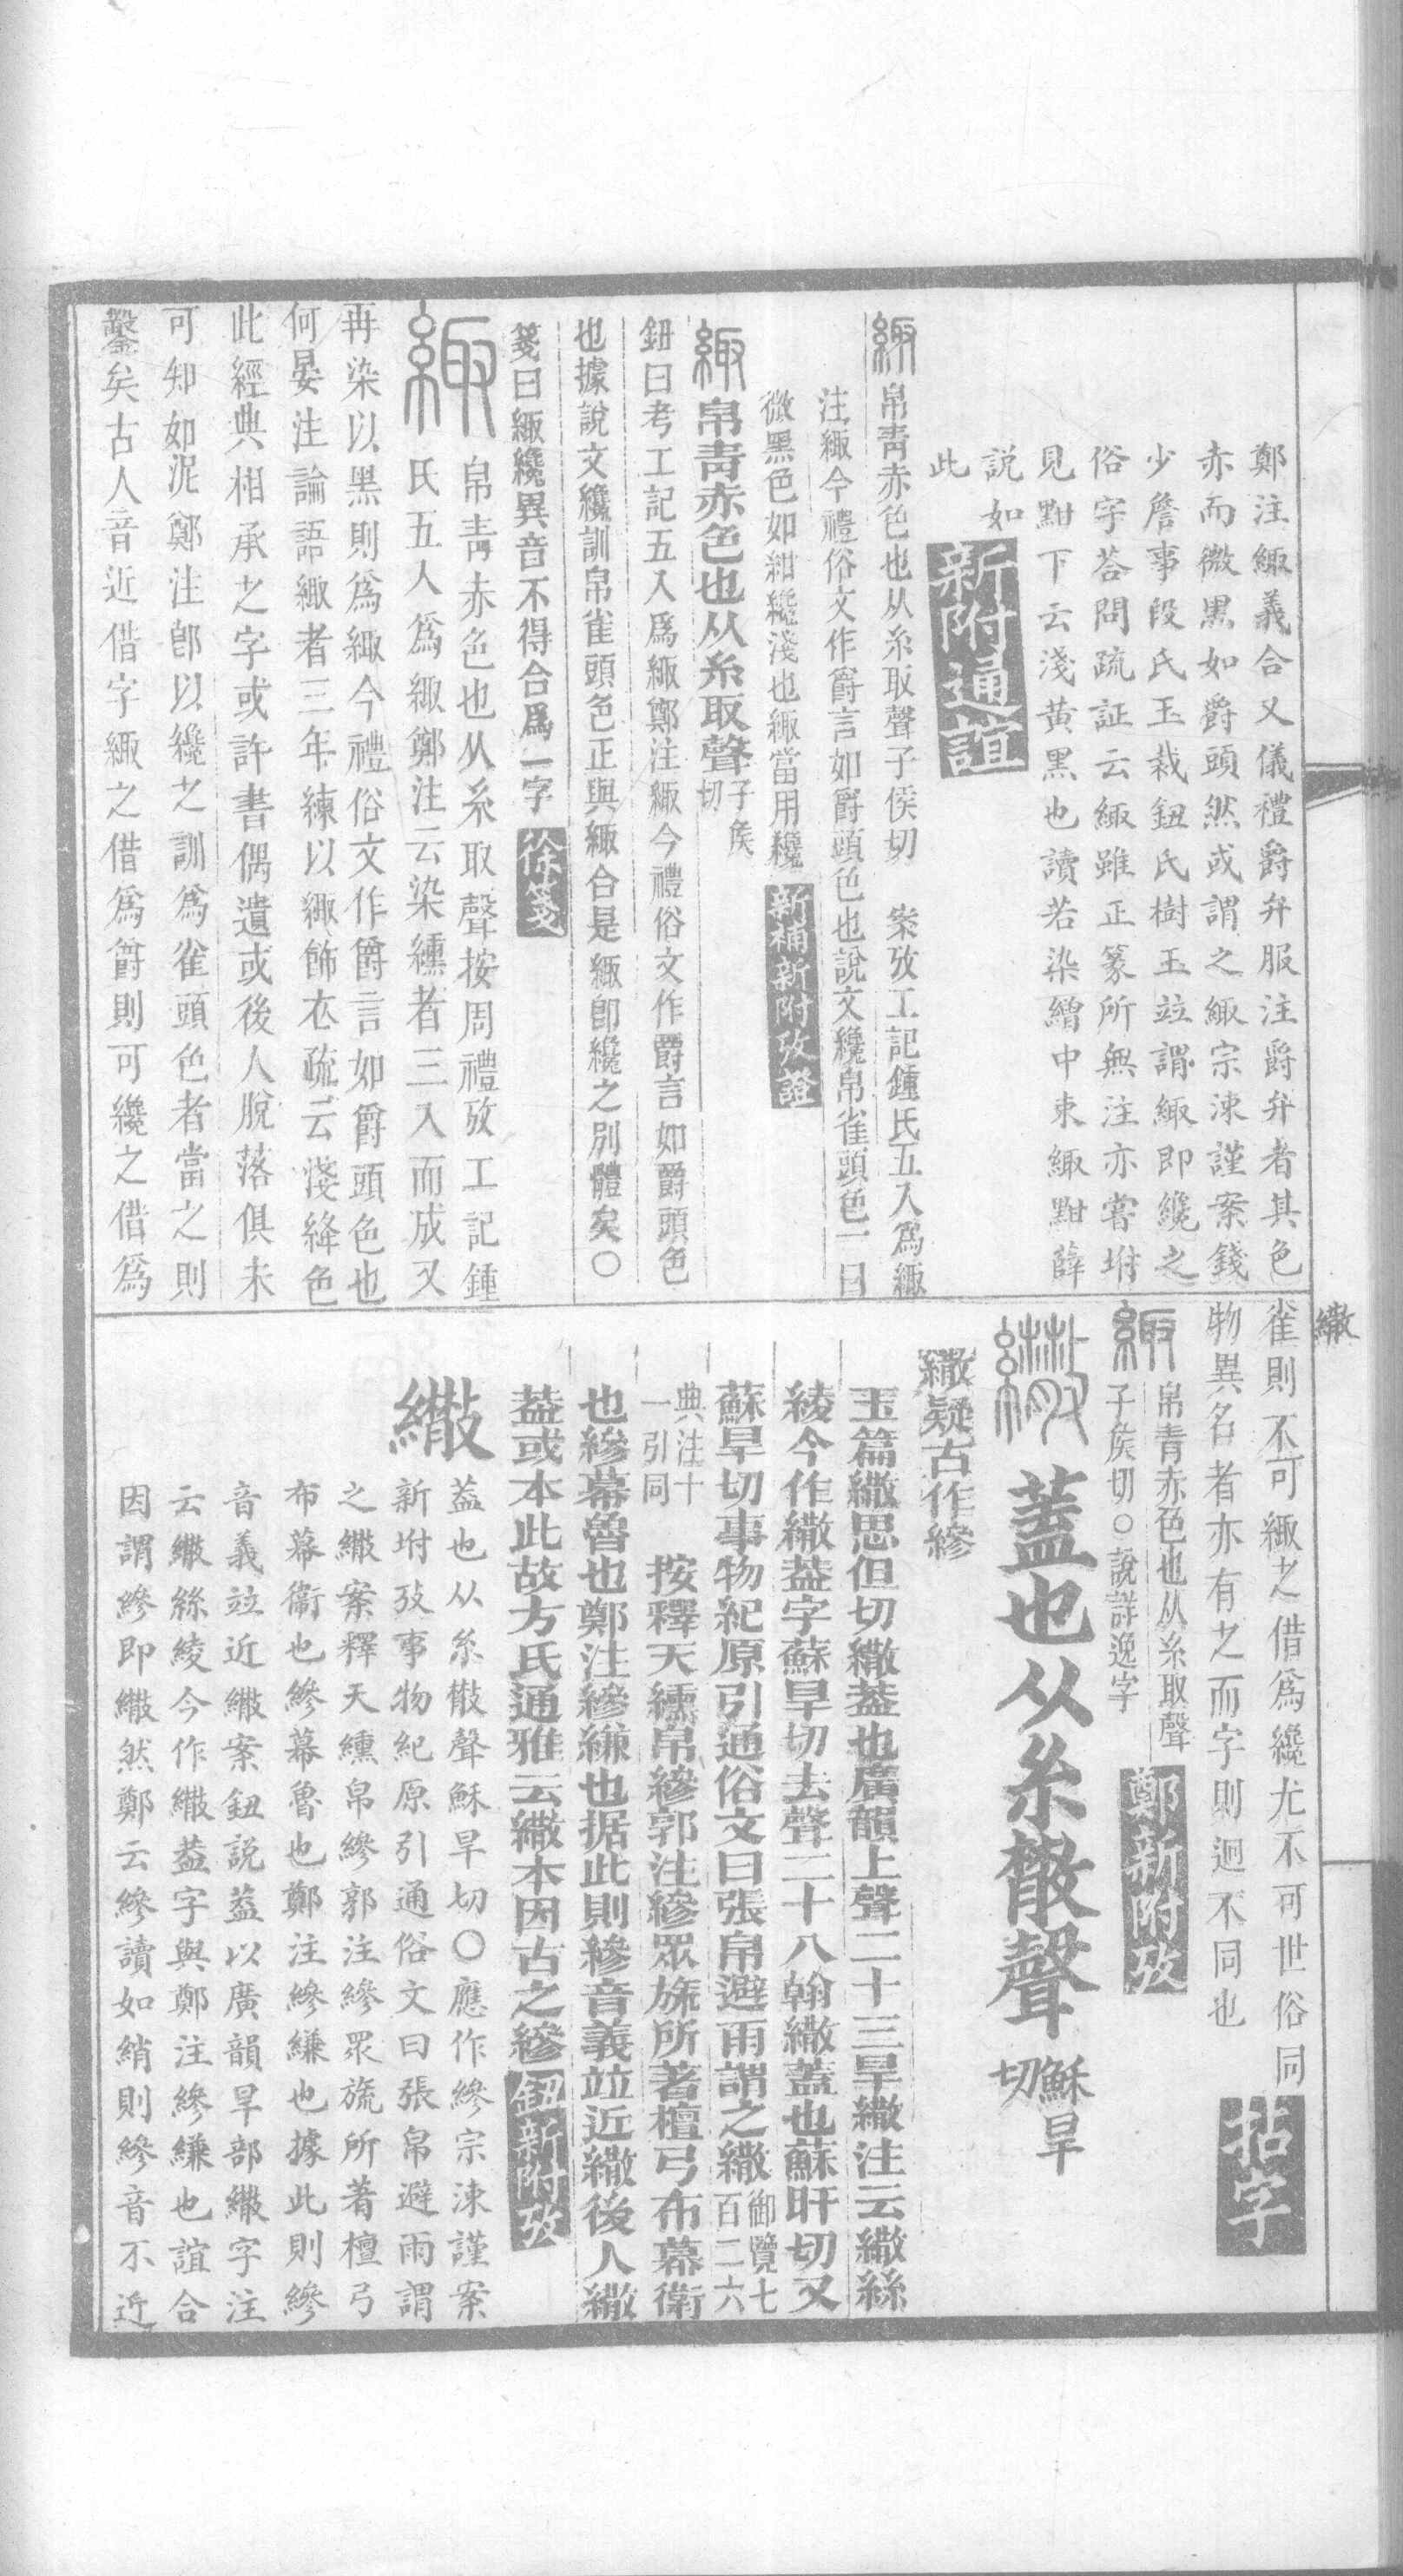 鄭注緅義合又儀禮爵弁服注爵弁者其色
赤而微黑如爵頭然或謂之緅宗涑謹案錢
少詹事段氏玉裁鈕氏樹玉竝謂緅即纔之
俗字荅問疏証云緅雖正篆所無注亦嘗坿
見黚下云淺黃黑也讀若染繒中束緅黚薛
說如
此
新附通誼
緅帛青赤色也从糸取聲子侯切 案攷工記鍾氏五入爲緅
注緅今禮俗文作爵言如爵頭色也說文纔帛雀頭色一曰
微黑色如紺纔淺也緅當用纔
新補新附攷證
緅帛青赤色也从糸取聲子矦切
鈕曰考工記五入爲緅鄭注緅今禮俗文作爵言如爵頭色
也據說文纔訓帛雀頭色正與緅合是緅卽纔之別體矣〇
箋曰緅纔異音不得合爲一字
徐箋
緅
帛青赤色也从糸取聲按周禮攷工記鍾
氏五入爲緅鄭注云染纁者三入而成又
再染以黑則爲緅今禮俗文作爵言如爵頭色也
何晏注論語緅者三年練以緅飾衣疏云淺絳色
此經典相承之字或許書偶遺或後人脫落俱未
可知如泥鄭注卽以纔之訓爲雀頭色者當之則
鑿矣古人音近借字緅之借爲爵則可纔之借爲
雀則不可緅之借爲纔尤不可世俗同
物異名者亦有之而字則迥不同也
拈字
緅帛青赤色也从糸取聲
子矦切〇說詳逸字
鄭新附攷
繖
蓋也从糸散聲穌旱切
繖疑古作縿
玉篇繖思但切繖蓋也廣韻上聲二十三旱繖注云繖絲
綾今作繖蓋字蘇旱切去聲二十八翰繖蓋也蘇旰切又
蘇旱切事物紀原引通俗文曰張帛避雨謂之繖御覽七百二六
典注十一引同 按釋天纁帛縿郭注縿眾旒所著檀弓布幕衛
也縿幕魯也鄭注縿縑也据此則縿音義竝近繖後人繖
蓋或本此故方氏通雅云繖本因古之縿
鈕新附攷
繖
蓋也从糸㪔聲穌旱切〇應作縿宗涑謹案
新坿攷事物紀原引通俗文曰張帛避雨謂
之繖案釋天纁帛縿郭注縿眾旒所著檀弓
布幕衞也縿幕魯也鄭注縿縑也據此則縿
音義竝近繖案鈕說葢以廣韻旱部繖字注
云繖絲綾今作繖葢字與鄭注縿縑也誼合
因謂縿即繖然鄭云縿讀如綃則縿音不近
繖